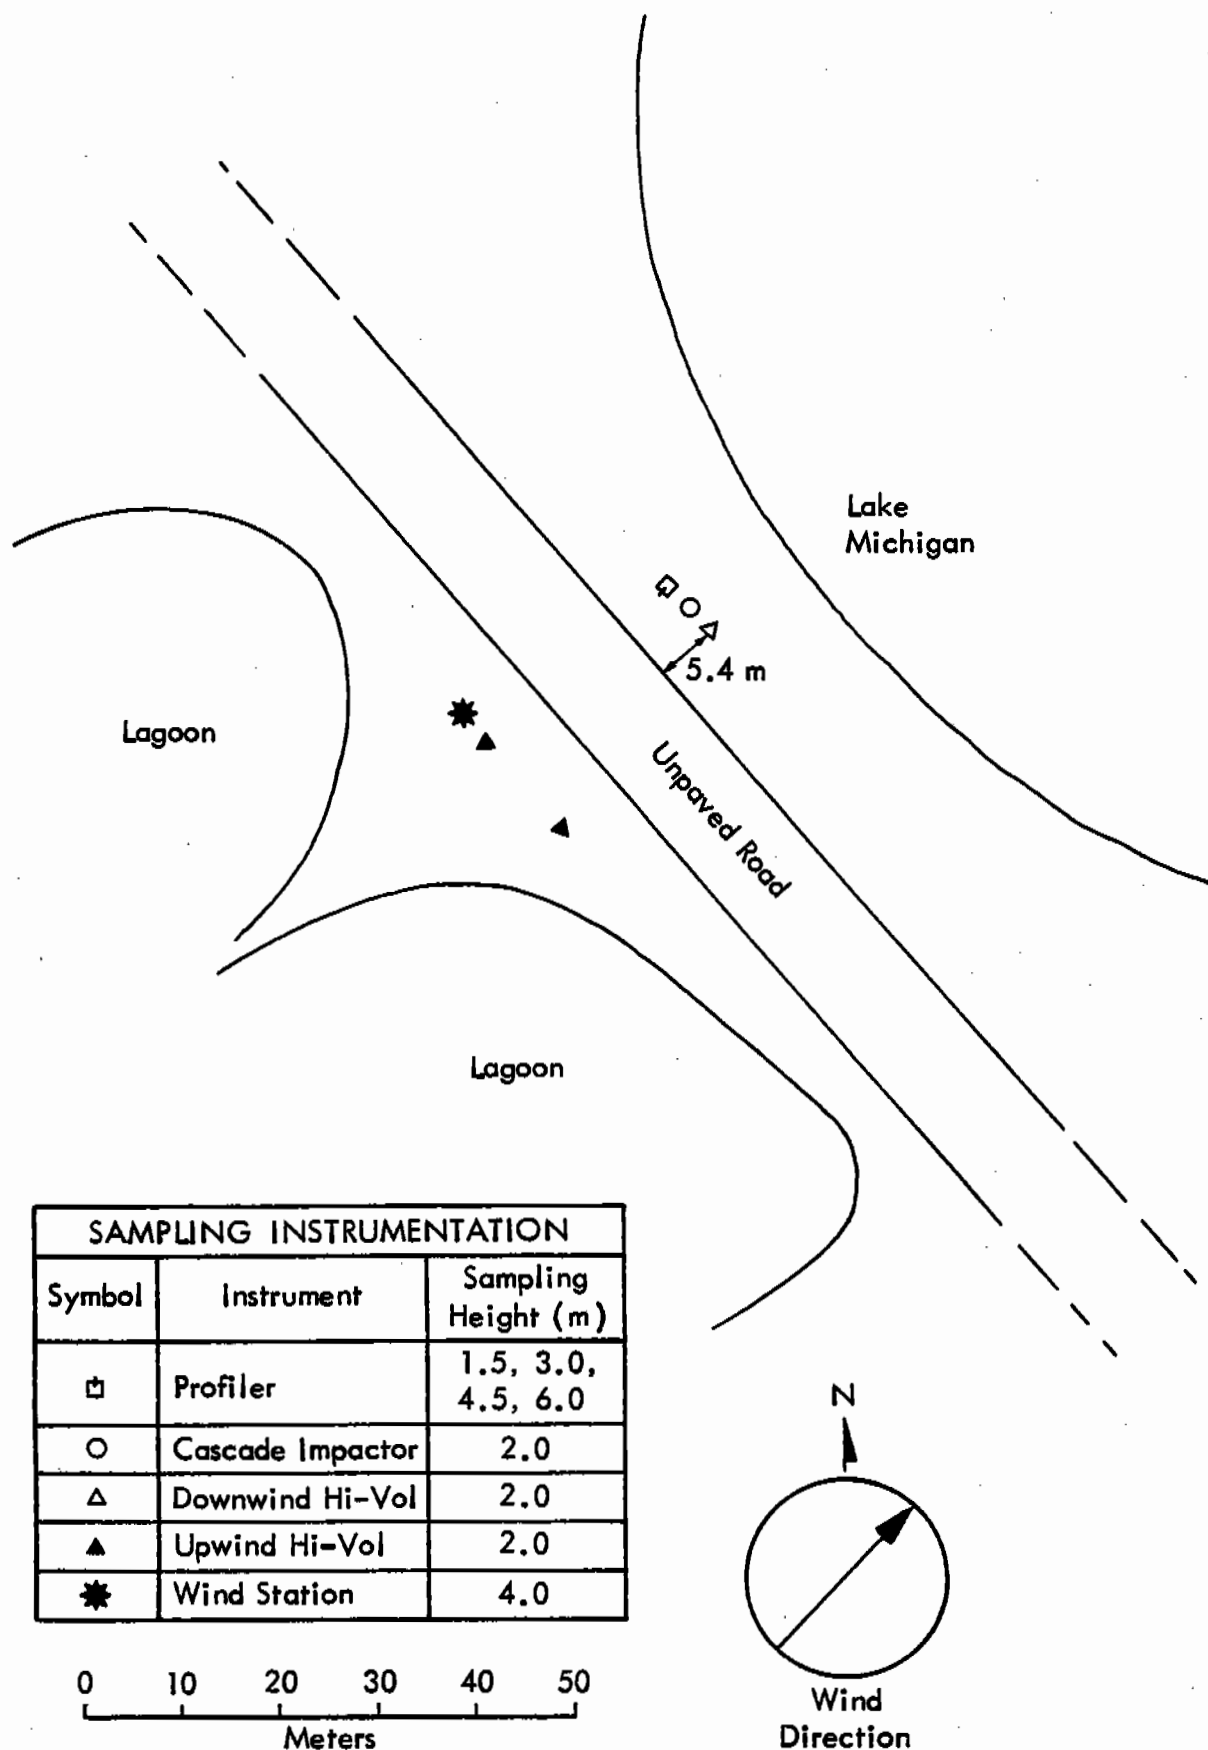 Lake
Michigan
5.4 m
Lagoon
Unpaved Road
Lagoon
SAMPLING INSTRUMENTATION
Symbol Instrument Sampling Height (m)
Profiler 1.5, 3.0, 4.5, 6.0
Cascade Impactor 2.0
Downwind Hi-Vol 2.0
Upwind Hi-Vol 2.0
Wind Station 4.0
N
0 10 20 30 40 50
Meters
Wind
Direction